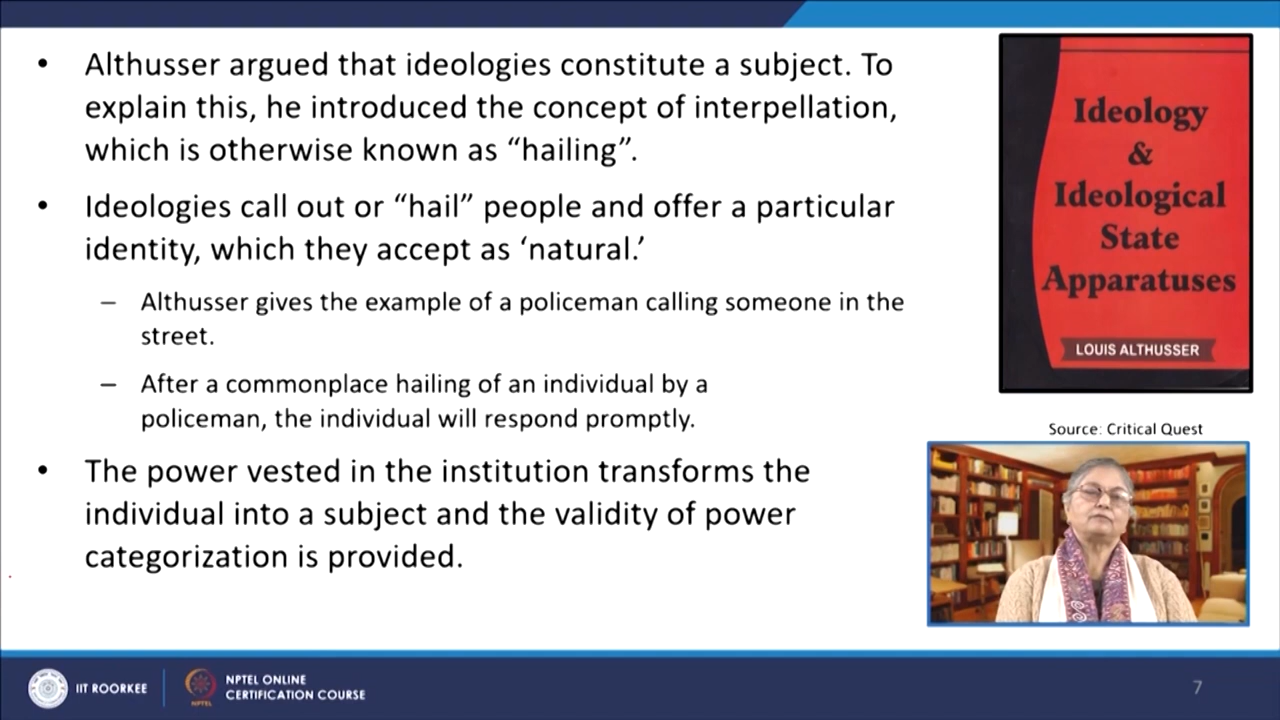 • Althusser argued that ideologies constitute a subject. To
explain this, he introduced the concept of interpellation,
which is otherwise known as “hailing”.
• Ideologies call out or “hail” people and offer a particular
identity, which they accept as ‘natural.’
– Althusser gives the example of a policeman calling someone in the
street.
– After a commonplace hailing of an individual by a
policeman, the individual will respond promptly.
• The power vested in the institution transforms the
individual into a subject and the validity of power
categorization is provided.
Ideology
&
Ideological
State
Apparatuses
LOUIS ALTHUSSER
Source: Critical Quest
IIT ROORKEE
NPTEL
NPTEL ONLINE
CERTIFICATION COURSE
7